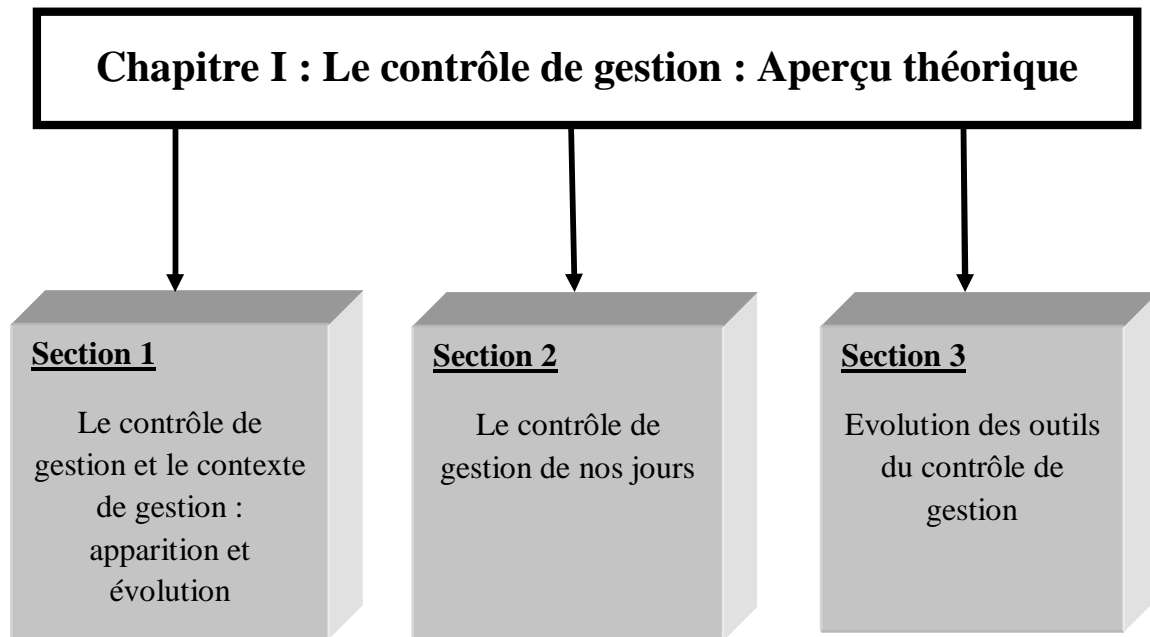 Chapitre I : Le contrôle de gestion : Aperçu théorique
Section 1
Le contrôle de
gestion et le contexte
de gestion :
apparition et
évolution
Section 2
Le contrôle de
gestion de nos jours
Section 3
Evolution des outils
du contrôle de
gestion